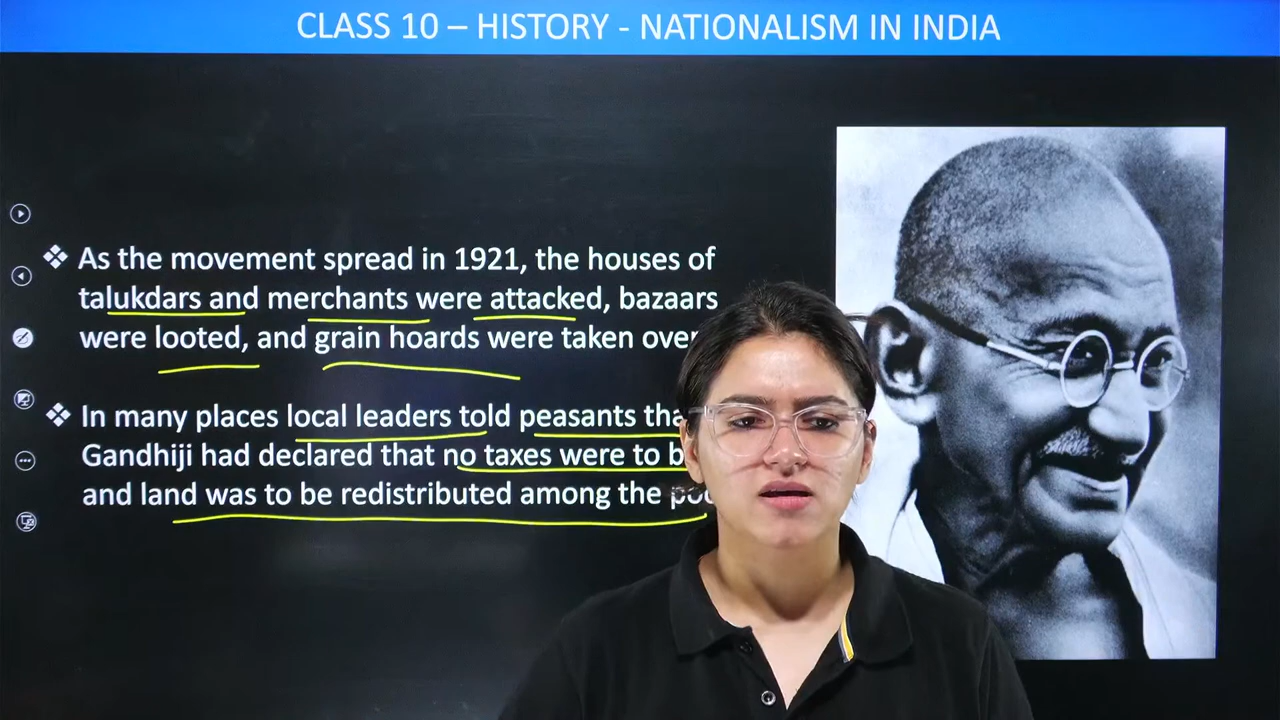 CLASS 10 – HISTORY - NATIONALISM IN INDIA
❖ As the movement spread in 1921, the houses of
talukdars and merchants were attacked, bazaars
were looted, and grain hoards were taken over
❖ In many places local leaders told peasants
Gandhiji had declared that no taxes were to
and land was to be redistributed among the